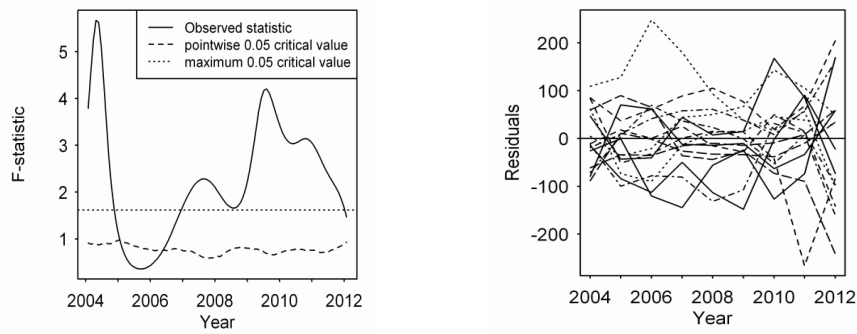 Observed statistic
pointwise 0.05 critical value
maximum 0.05 critical value
F-statistic
5
4
3
2
1
2004 2006 2008 2010 2012
Year
Residuals
200
100
0
-100
-200
2004 2006 2008 2010 2012
Year